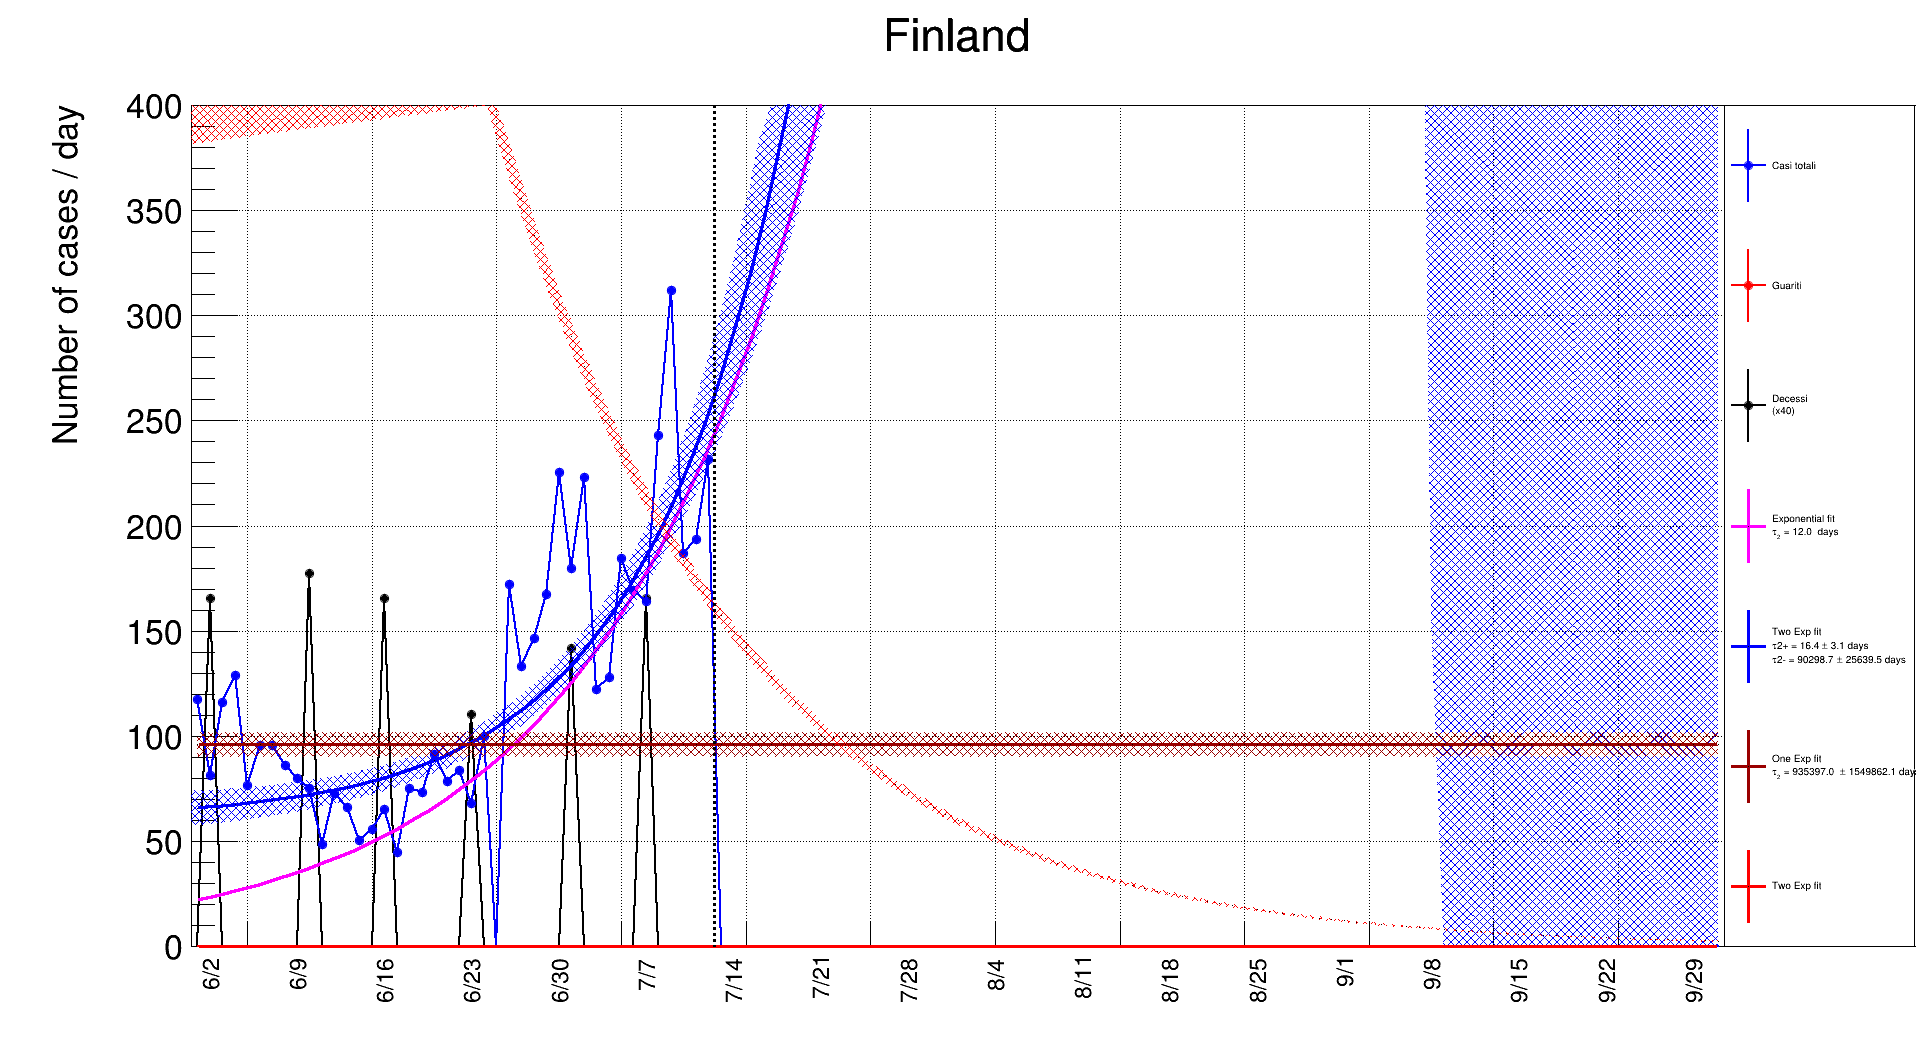 Finland
Number of cases / day
400
350
300
250
200
150
100
50
0
6/2
6/9
6/16
6/23
6/30
7/7
7/14
7/21
7/28
8/4
8/11
8/18
8/25
9/1
9/8
9/15
9/22
9/29
Casi totali
Guariti
Decessi
(x40)
Exponential fit
τ2 = 12.0 days
Two Exp fit
τ2+ = 16.4 ± 3.1 days
τ2- = 90298.7 ± 25639.5 days
One Exp fit
τ2 = 935397.0 ± 1549862.1 day
Two Exp fit